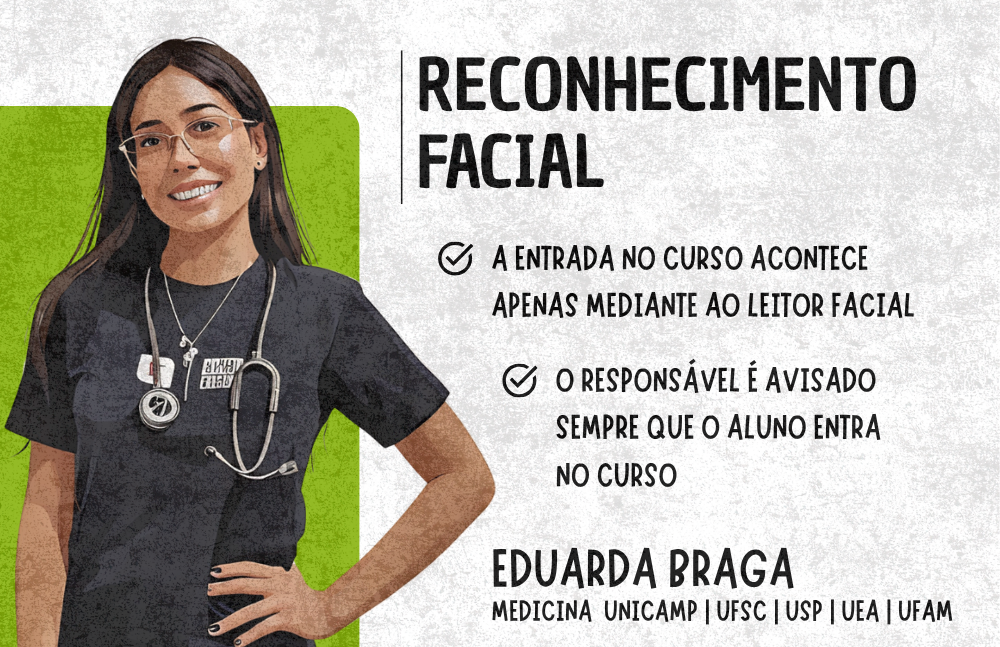 RECONHECIMENTO
FACIAL
A ENTRADA NO CURSO ACONTECE
APENAS MEDIANTE AO LEITOR FACIAL
O RESPONSÁVEL É AVISADO
SEMPRE QUE O ALUNO ENTRA
NO CURSO
EDUARDA BRAGA
MEDICINA UNICAMP | UFSC | USP | UEA | UFAM